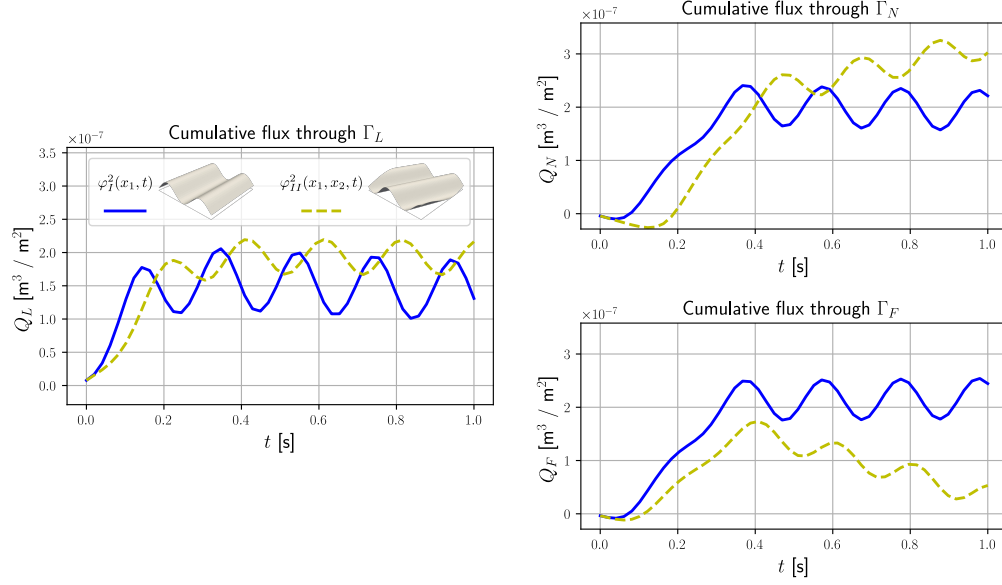 Cumulative flux through Γ_L
×10⁻⁷
Q_L [m³ / m²]
3.5
3.0
2.5
2.0
1.5
1.0
0.5
0.0
φ²_I(x₁, t)
φ²_II(x₁, x₂, t)
0.0 0.2 0.4 0.6 0.8 1.0
t [s]
Cumulative flux through Γ_N
×10⁻⁷
Q_N [m³ / m²]
3
2
1
0
0.0 0.2 0.4 0.6 0.8 1.0
t [s]
Cumulative flux through Γ_F
×10⁻⁷
Q_F [m³ / m²]
3
2
1
0
0.0 0.2 0.4 0.6 0.8 1.0
t [s]